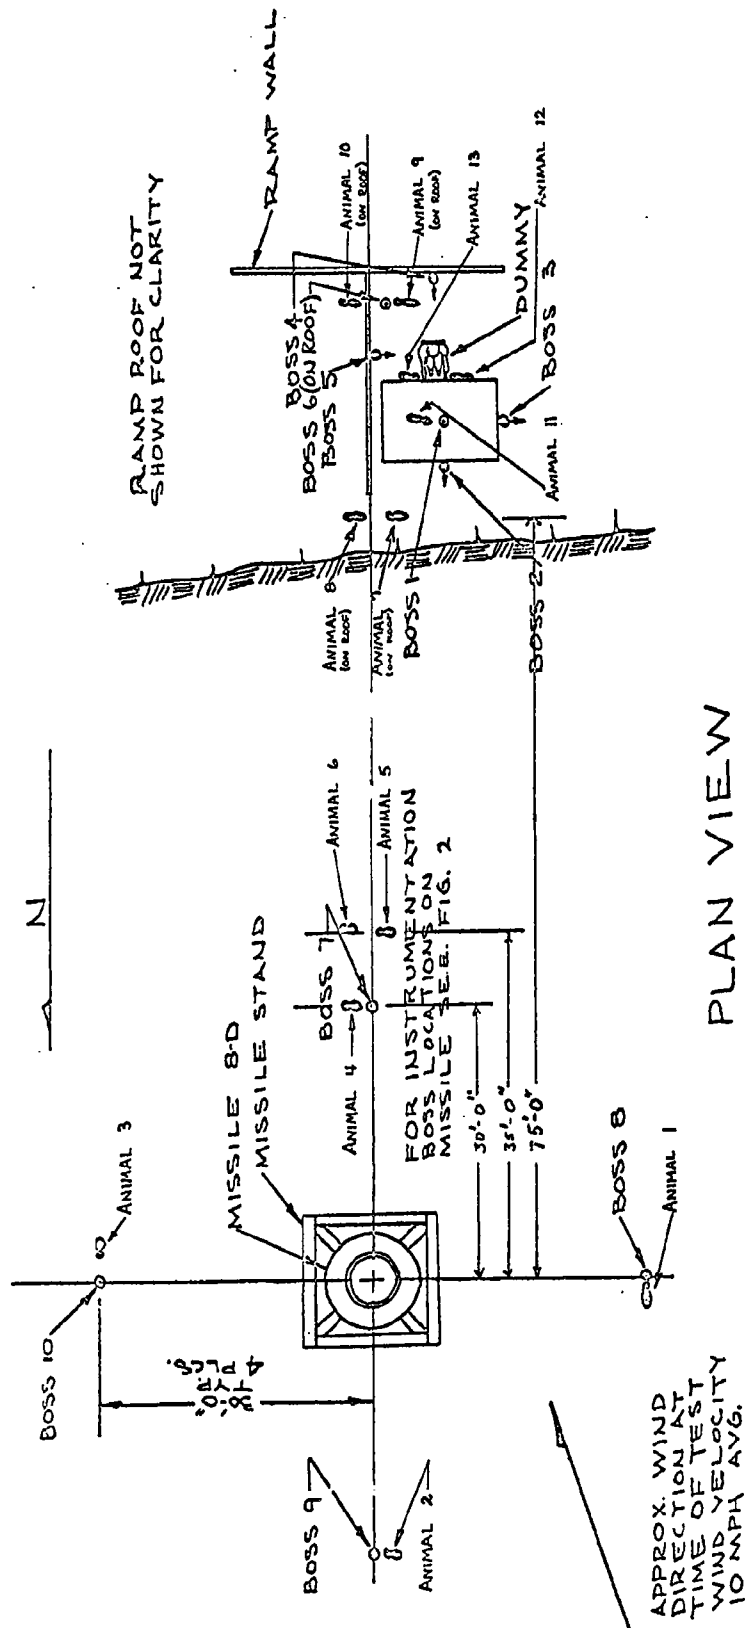 RAMP ROOF NOT
SHOWN FOR CLARITY
RAMP WALL
BOSS 4
BOSS 6 (ON ROOF)
BOSS 5
ANIMAL 10
(ON ROOF)
ANIMAL 9
(ON ROOF)
ANIMAL 13
DUMMY
ANIMAL 12
BOSS 3
ANIMAL 11
ANIMAL 8
(ON ROOF)
ANIMAL
(ON ROOF)
BOSS 1
BOSS 2
N
MISSILE 8-D
MISSILE STAND
BOSS 7
ANIMAL 6
ANIMAL 4
ANIMAL 5
FOR INSTRUMENTATION
BOSS LOCATIONS ON
MISSILE SEE. FIG. 2
30'-0"
35'-0"
75'-0"
ANIMAL 3
BOSS 10
18'-0"
TYP.
4 PLCS.
BOSS 9
ANIMAL 2
BOSS 8
ANIMAL 1
APPROX. WIND
DIRECTION AT
TIME OF TEST
WIND VELOCITY
10 MPH AVG.
PLAN VIEW